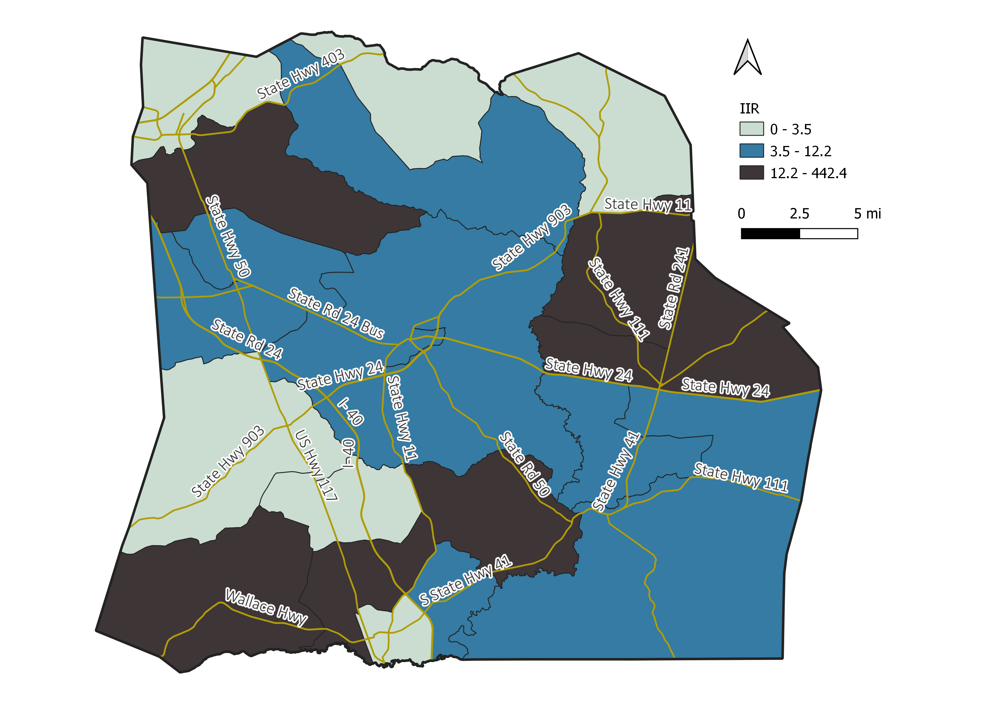 State Hwy 403
IIR
0 - 3.5
3.5 - 12.2
12.2 - 442.4
State Hwy 11
0 2.5 5 mi
State Hwy 50
State Hwy 903
State Rd 241
State Hwy 111
State Rd 24 Bus
State Rd 24
State Hwy 24
State Hwy 24
State Hwy 24
I- 40
State Hwy 11
State Hwy 903
US Hwy 117
I- 40
State Rd 50
State Hwy 41
State Hwy 111
S State Hwy 41
Wallace Hwy